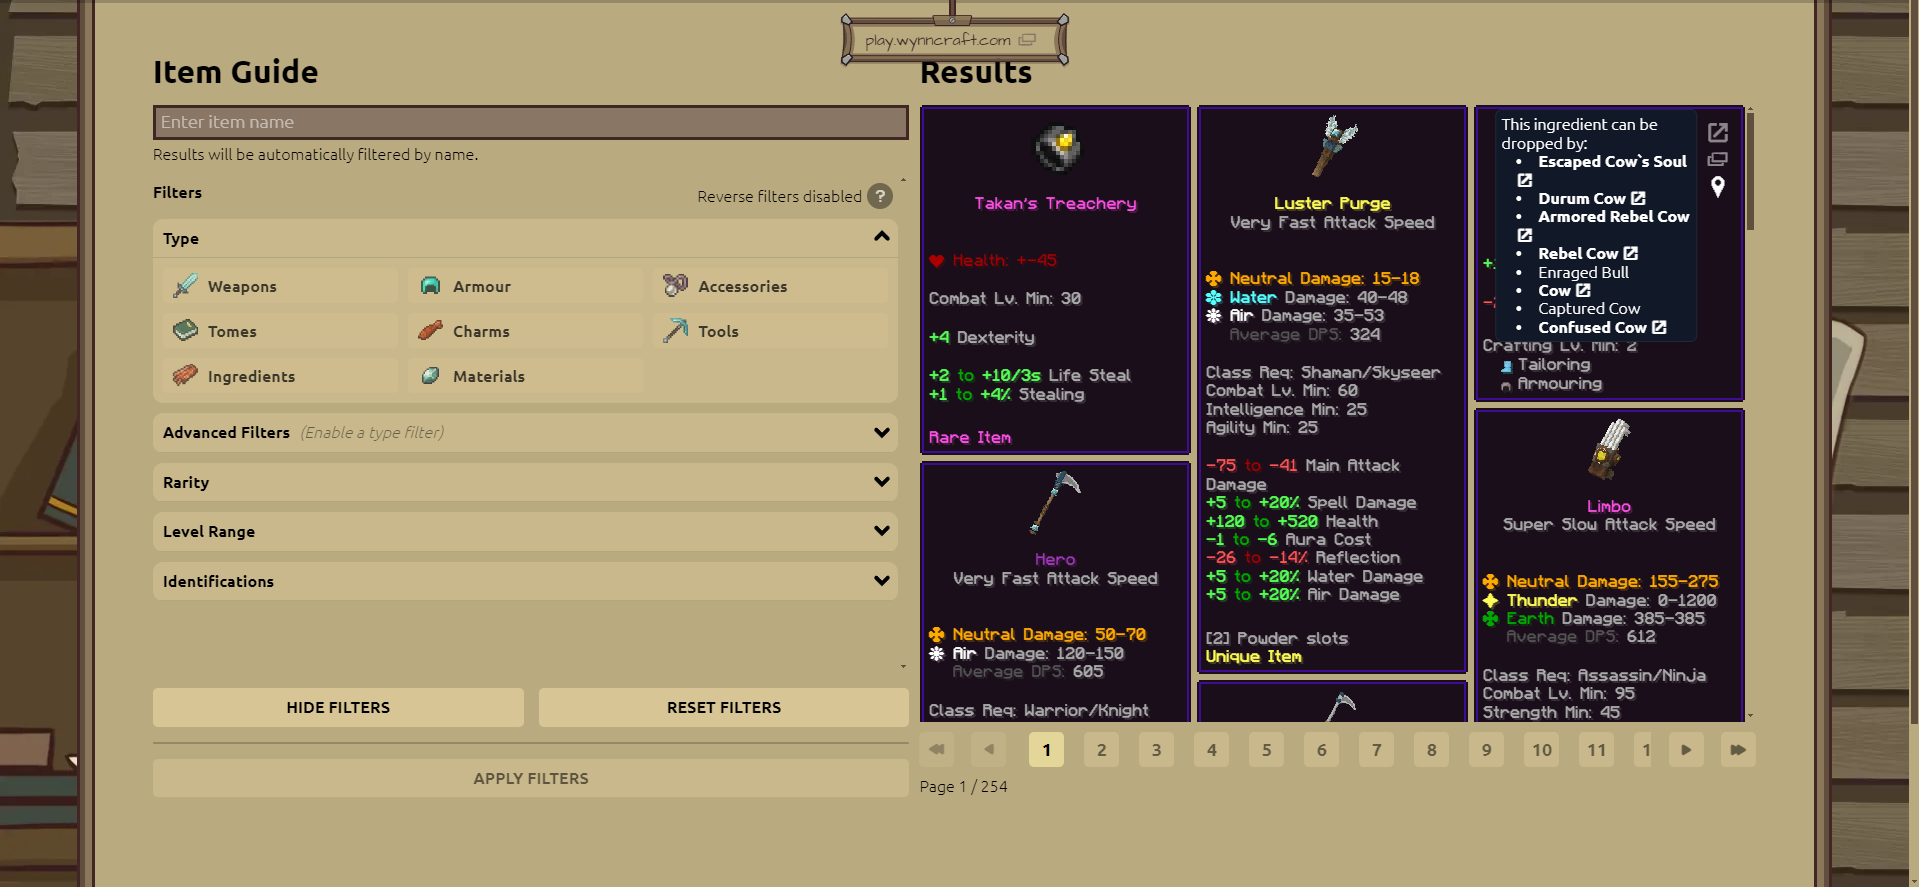 play.wynncraft.com
Item Guide
Enter item name
Results will be automatically filtered by name.
Filters
Reverse filters disabled ?
Type
Weapons
Armour
Accessories
Tomes
Charms
Tools
Ingredients
Materials
Advanced Filters (Enable a type filter)
Rarity
Level Range
Identifications
HIDE FILTERS
RESET FILTERS
APPLY FILTERS
Results
Takan's Treachery
Health: +-45
Combat Lv. Min: 30
+4 Dexterity
+2 to +10/3s Life Steal
+1 to +4% Stealing
Rare Item
Hero
Very Fast Attack Speed
Neutral Damage: 50-70
Air Damage: 120-150
Average DPS: 605
Class Req: Warrior/Knight
Luster Purge
Very Fast Attack Speed
Neutral Damage: 15-18
Water Damage: 40-48
Air Damage: 35-53
Average DPS: 324
Class Req: Shaman/Skyseer
Combat Lv. Min: 60
Intelligence Min: 25
Agility Min: 25
-75 to -41 Main Attack
Damage
+5 to +20% Spell Damage
+120 to +520 Health
-1 to -6 Aura Cost
-26 to -14% Reflection
+5 to +20% Water Damage
+5 to +20% Air Damage
[2] Powder slots
Unique Item
This ingredient can be
dropped by:
• Escaped Cow`s Soul
• Durum Cow
• Armored Rebel Cow
• Rebel Cow
• Enraged Bull
• Cow
• Captured Cow
• Confused Cow
Crafting Lv. Min: 2
Tailoring
Armouring
Limbo
Super Slow Attack Speed
Neutral Damage: 155-275
Thunder Damage: 0-1200
Earth Damage: 385-385
Average DPS: 612
Class Req: Assassin/Ninja
Combat Lv. Min: 95
Strength Min: 45
1 2 3 4 5 6 7 8 9 10 11
Page 1 / 254